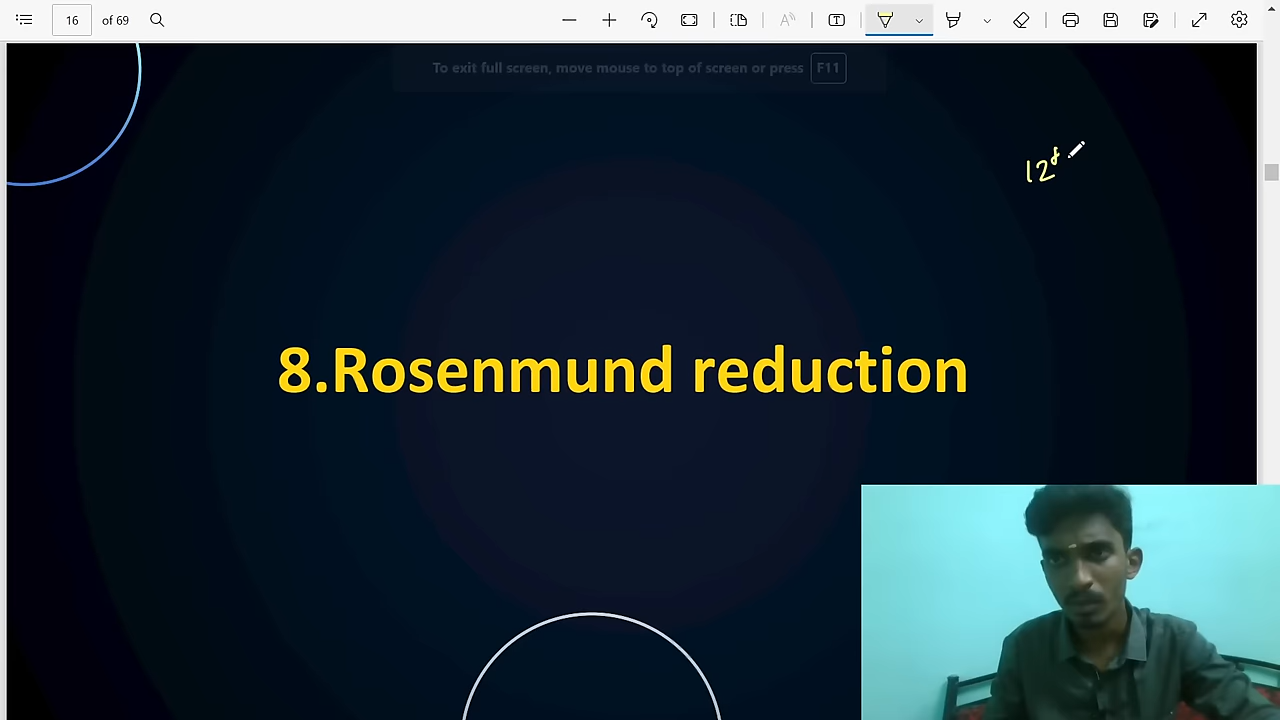 16 of 69
To exit full screen, move mouse to top of screen or press F11
12
8.Rosenmund reduction